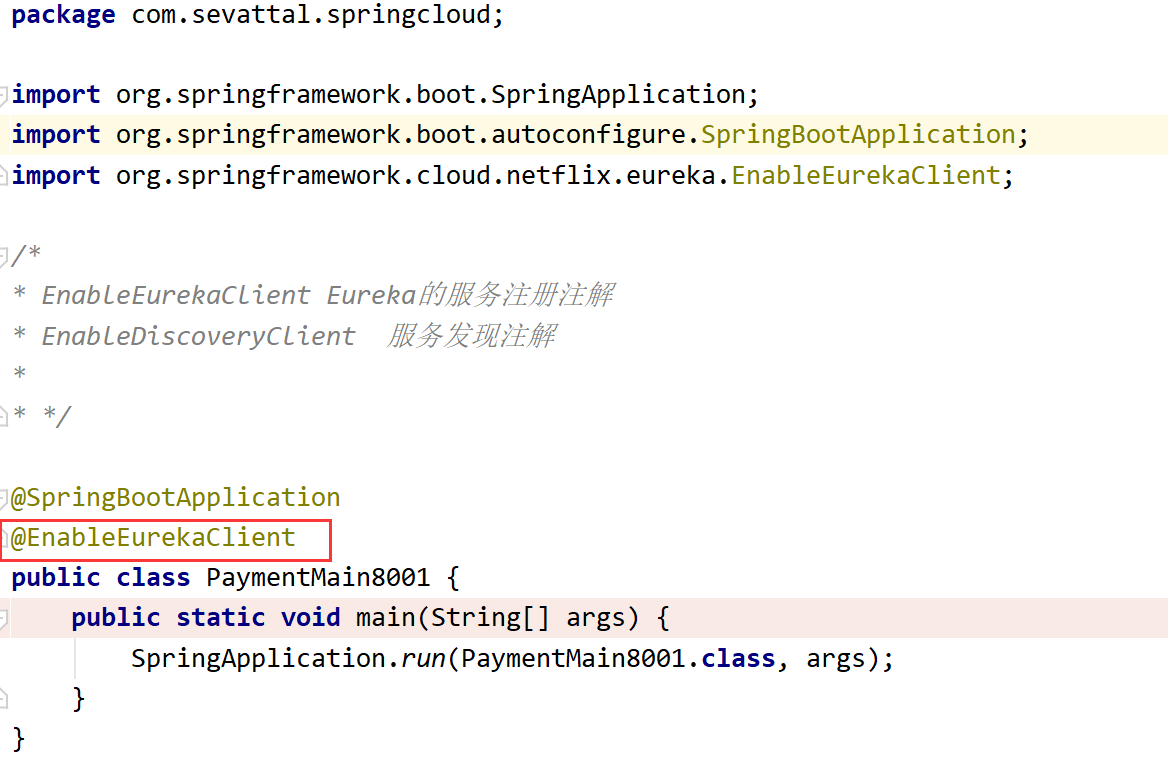 package com.sevattal.springcloud;
import org.springframework.boot.SpringApplication;
import org.springframework.boot.autoconfigure.SpringBootApplication;
import org.springframework.cloud.netflix.eureka.EnableEurekaClient;
/*
* EnableEurekaClient Eureka的服务注册注解
* EnableDiscoveryClient  服务发现注解
*
* */
@SpringBootApplication
@EnableEurekaClient
public class PaymentMain8001 {
    public static void main(String[] args) {
        SpringApplication.run(PaymentMain8001.class, args);
    }
}